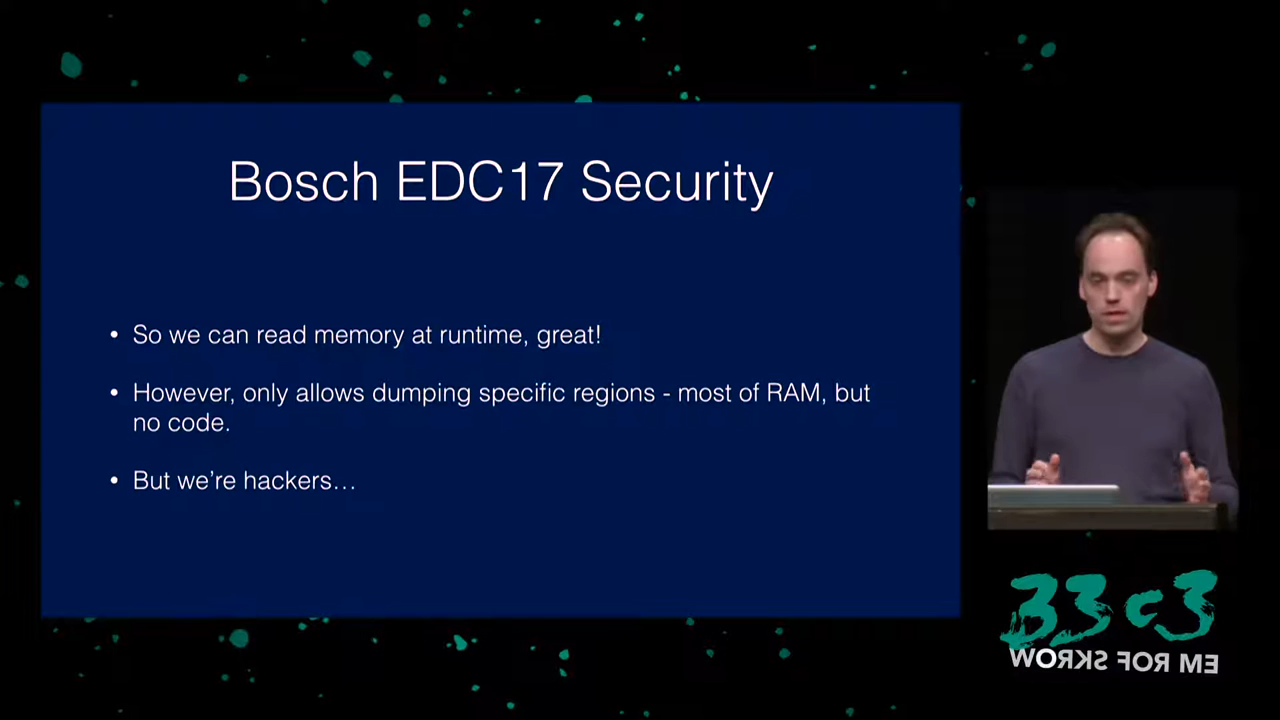 Bosch EDC17 Security
• So we can read memory at runtime, great!
• However, only allows dumping specific regions - most of RAM, but
no code.
• But we're hackers…
33c3
WORKS FOR ME